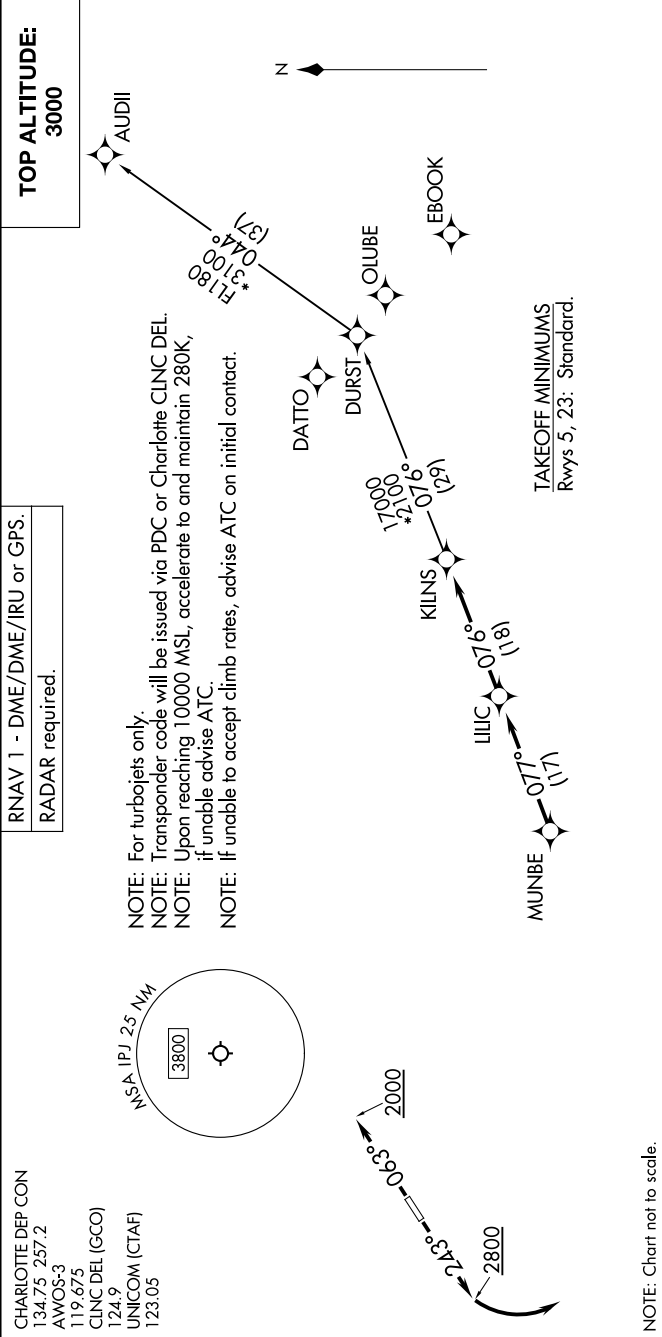 CHARLOTTE DEP CON
134.75 257.2
AWOS-3
119.675
CLNC DEL (GCO)
124.9
UNICOM (CTAF)
123.05
RNAV 1 - DME/DME/IRU or GPS.
RADAR required.
TOP ALTITUDE:
3000
MSA IPJ 25 NM
3800
NOTE: For turbojets only.
NOTE: Transponder code will be issued via PDC or Charlotte CLNC DEL.
NOTE: Upon reaching 10000 MSL, accelerate to and maintain 280K,
if unable advise ATC.
NOTE: If unable to accept climb rates, advise ATC on initial contact.
AUDII
N
FL180
*3100
044°
(37)
EBOOK
OLUBE
DURST
DATTO
17000
*2100
076°
(29)
KILNS
076°
(18)
LILIC
077°
(17)
MUNBE
TAKEOFF MINIMUMS
Rwys 5, 23: Standard.
063°
2000
243°
2800
NOTE: Chart not to scale.